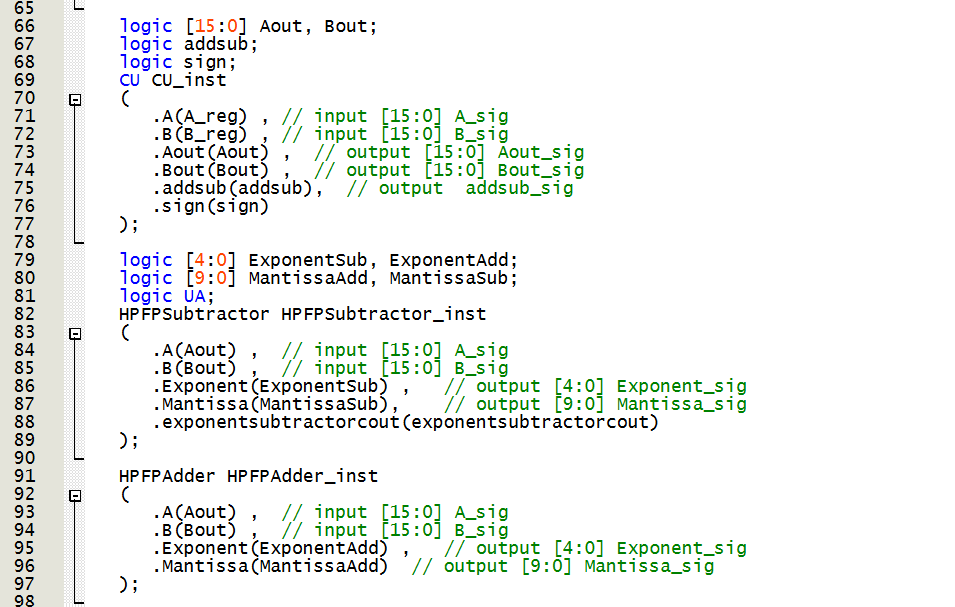 65
66 logic [15:0] Aout, Bout;
67 logic addsub;
68 logic sign;
69 CU CU_inst
70 (
71 .A(A_reg) , // input [15:0] A_sig
72 .B(B_reg) , // input [15:0] B_sig
73 .Aout(Aout) , // output [15:0] Aout_sig
74 .Bout(Bout) , // output [15:0] Bout_sig
75 .addsub(addsub), // output addsub_sig
76 .sign(sign)
77 );
78
79 logic [4:0] ExponentSub, ExponentAdd;
80 logic [9:0] MantissaAdd, MantissaSub;
81 logic UA;
82 HPFPSubtractor HPFPSubtractor_inst
83 (
84 .A(Aout) , // input [15:0] A_sig
85 .B(Bout) , // input [15:0] B_sig
86 .Exponent(ExponentSub) , // output [4:0] Exponent_sig
87 .Mantissa(MantissaSub), // output [9:0] Mantissa_sig
88 .exponentsubtractorcout(exponentsubtractorcout)
89 );
90
91 HPFPAdder HPFPAdder_inst
92 (
93 .A(Aout) , // input [15:0] A_sig
94 .B(Bout) , // input [15:0] B_sig
95 .Exponent(ExponentAdd) , // output [4:0] Exponent_sig
96 .Mantissa(MantissaAdd) // output [9:0] Mantissa_sig
97 );
98